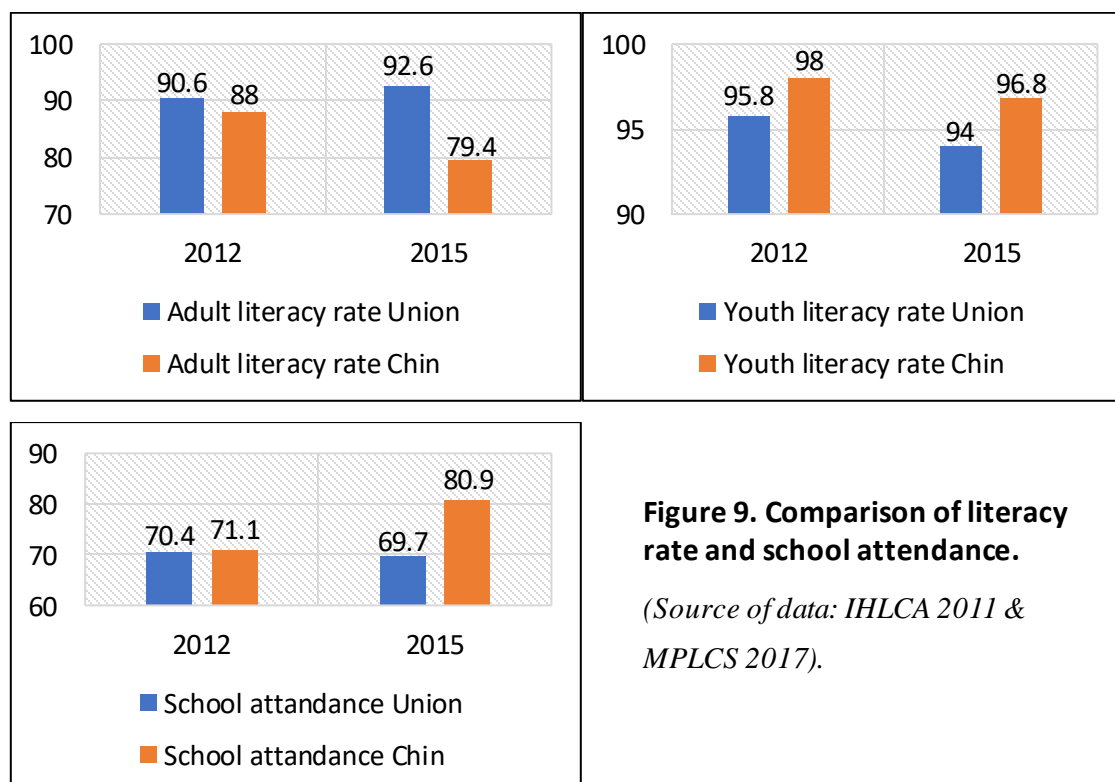 100
90
80
70
90.6
88
92.6
79.4
2012
2015
Adult literacy rate Union
Adult literacy rate Chin
100
95
90
95.8
98
94
96.8
2012
2015
Youth literacy rate Union
Youth literacy rate Chin
90
80
70
60
70.4
71.1
69.7
80.9
2012
2015
School attandance Union
School attandance Chin
Figure 9. Comparison of literacy
rate and school attendance.
(Source of data: IHLCA 2011 &
MPLCS 2017).